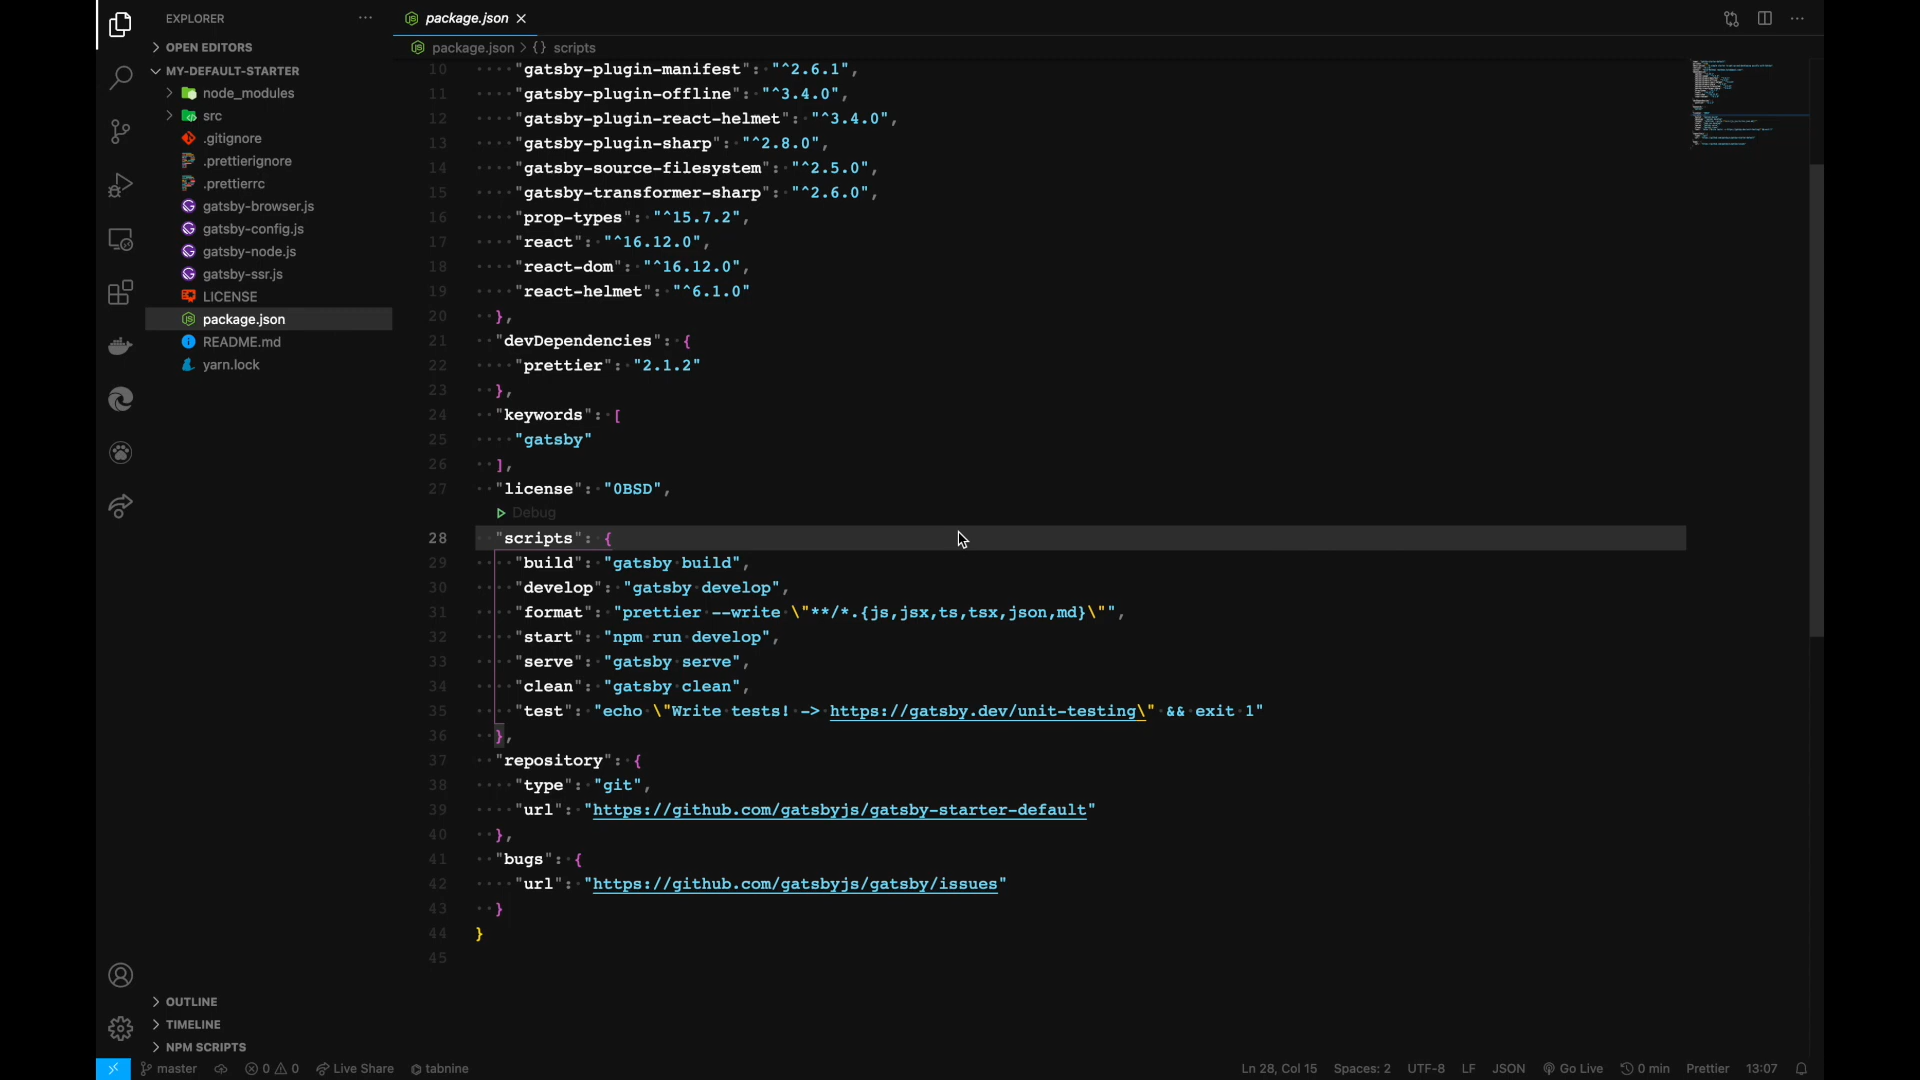 EXPLORER
package.json
OPEN EDITORS
package.json > {} scripts
MY-DEFAULT-STARTER
node_modules
src
.gitignore
.prettierignore
.prettierrc
gatsby-browser.js
gatsby-config.js
gatsby-node.js
gatsby-ssr.js
LICENSE
package.json
README.md
yarn.lock
10 "gatsby-plugin-manifest": "^2.6.1",
11 "gatsby-plugin-offline": "^3.4.0",
12 "gatsby-plugin-react-helmet": "^3.4.0",
13 "gatsby-plugin-sharp": "^2.8.0",
14 "gatsby-source-filesystem": "^2.5.0",
15 "gatsby-transformer-sharp": "^2.6.0",
16 "prop-types": "^15.7.2",
17 "react": "^16.12.0",
18 "react-dom": "^16.12.0",
19 "react-helmet": "^6.1.0"
20 },
21 "devDependencies": {
22 "prettier": "2.1.2"
23 },
24 "keywords": [
25 "gatsby"
26 ],
27 "license": "0BSD",
Debug
28 "scripts": {
29 "build": "gatsby build",
30 "develop": "gatsby develop",
31 "format": "prettier --write \"**/*.{js,jsx,ts,tsx,json,md}\"",
32 "start": "npm run develop",
33 "serve": "gatsby serve",
34 "clean": "gatsby clean",
35 "test": "echo \"Write tests! -> https://gatsby.dev/unit-testing\" && exit 1"
36 },
37 "repository": {
38 "type": "git",
39 "url": "https://github.com/gatsbyjs/gatsby-starter-default"
40 },
41 "bugs": {
42 "url": "https://github.com/gatsbyjs/gatsby/issues"
43 }
44 }
45
OUTLINE
TIMELINE
NPM SCRIPTS
master 0 0 Live Share tabnine Ln 28, Col 15 Spaces: 2 UTF-8 LF JSON Go Live 0 min Prettier 13:07